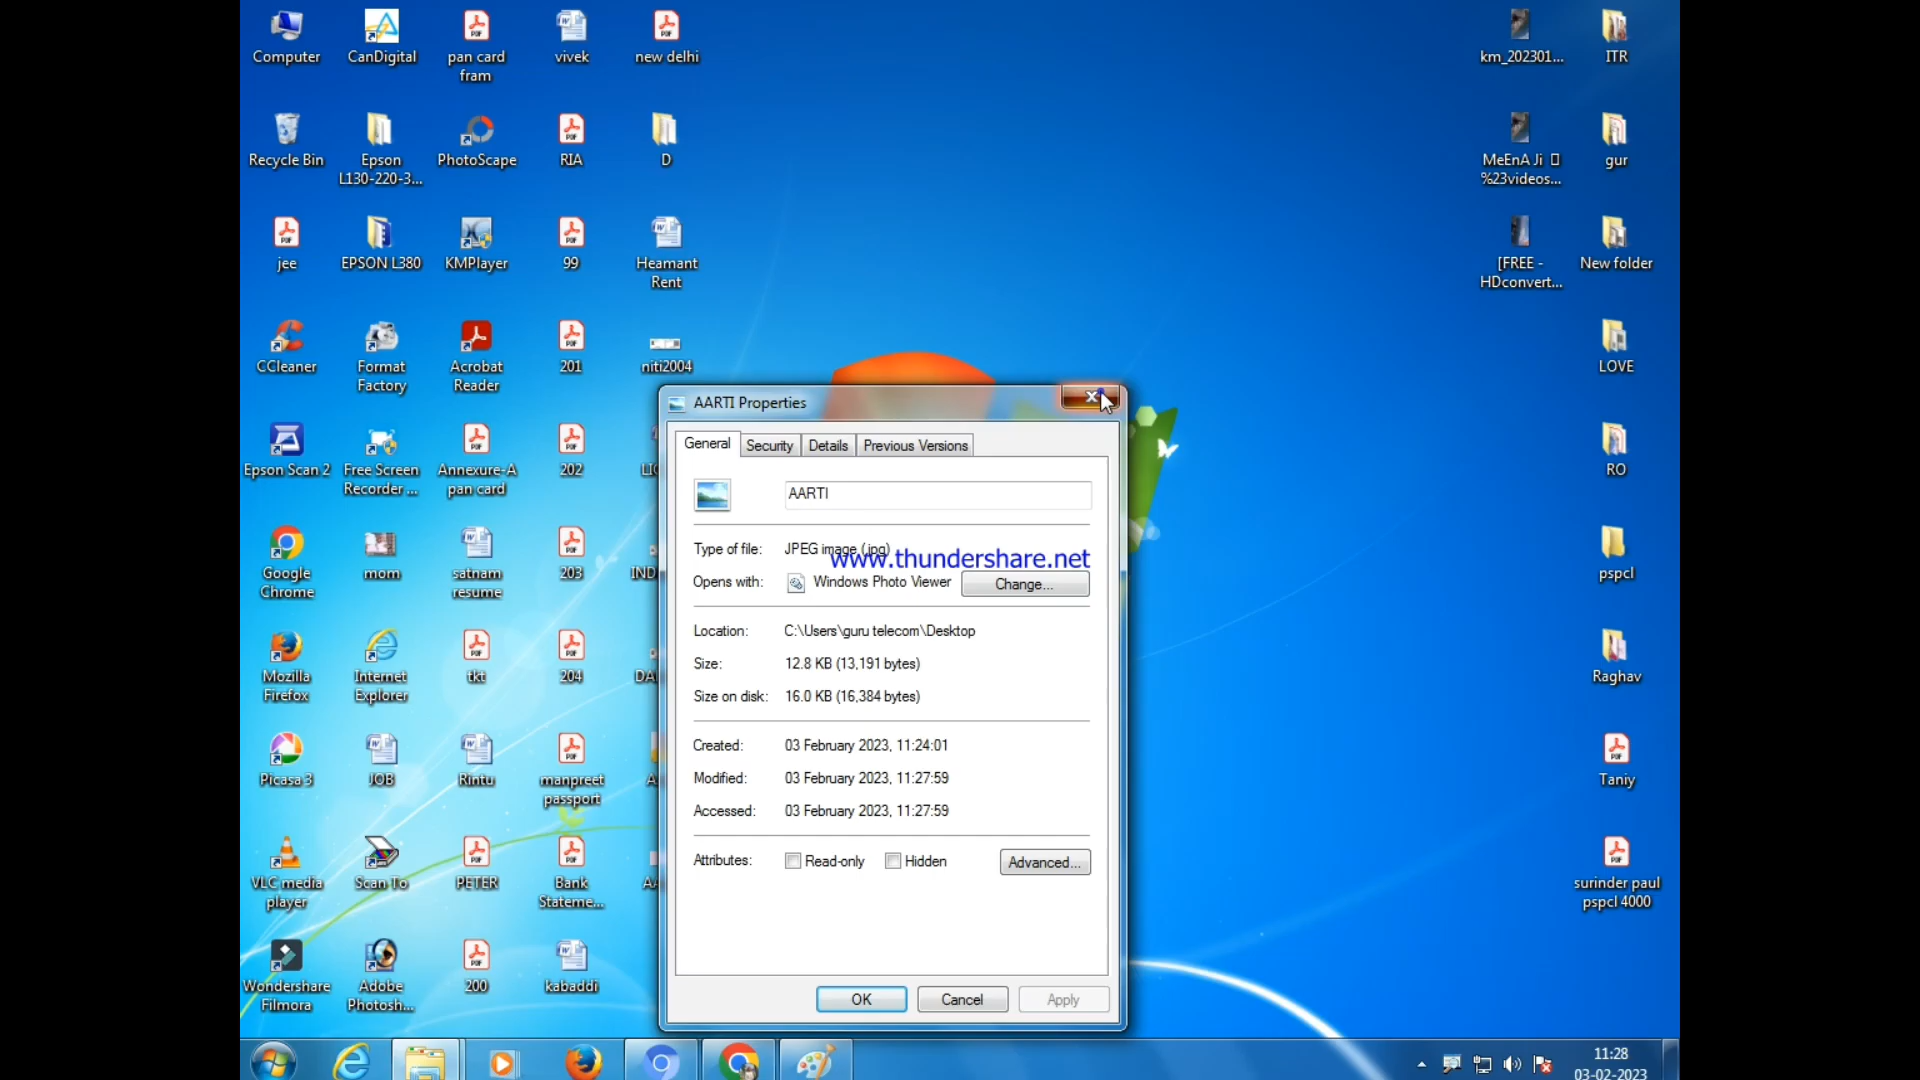 Computer
CanDigital
pan card
fram
vivek
new delhi
km_202301...
ITR
Recycle Bin
Epson
L130-220-3...
PhotoScape
RIA
D
MeEnA Ji
%23videos...
gur
jee
EPSON L380
KMPlayer
99
Heamant
Rent
[FREE -
HDconvert...
New folder
CCleaner
Format
Factory
Acrobat
Reader
201
niti2004
LOVE
Epson Scan 2
Free Screen
Recorder ...
Annexure-A
pan card
202
RO
Google
Chrome
mom
satnam
resume
203
IND
pspcl
Mozilla
Firefox
Internet
Explorer
tkt
204
Raghav
Picasa 3
JOB
Rintu
manpreet
passport
Taniy
VLC media
player
Scan To
PETER
Bank
Stateme...
surinder paul
pspcl 4000
Wondershare
Filmora
Adobe
Photosh...
200
kabaddi
AARTI Properties
General Security Details Previous Versions
AARTI
Type of file: JPEG image (.jpg)
www.thundershare.net
Opens with: Windows Photo Viewer Change...
Location: C:\Users\guru telecom\Desktop
Size: 12.8 KB (13,191 bytes)
Size on disk: 16.0 KB (16,384 bytes)
Created: 03 February 2023, 11:24:01
Modified: 03 February 2023, 11:27:59
Accessed: 03 February 2023, 11:27:59
Attributes: Read-only Hidden Advanced...
OK Cancel Apply
11:28
03-02-2023